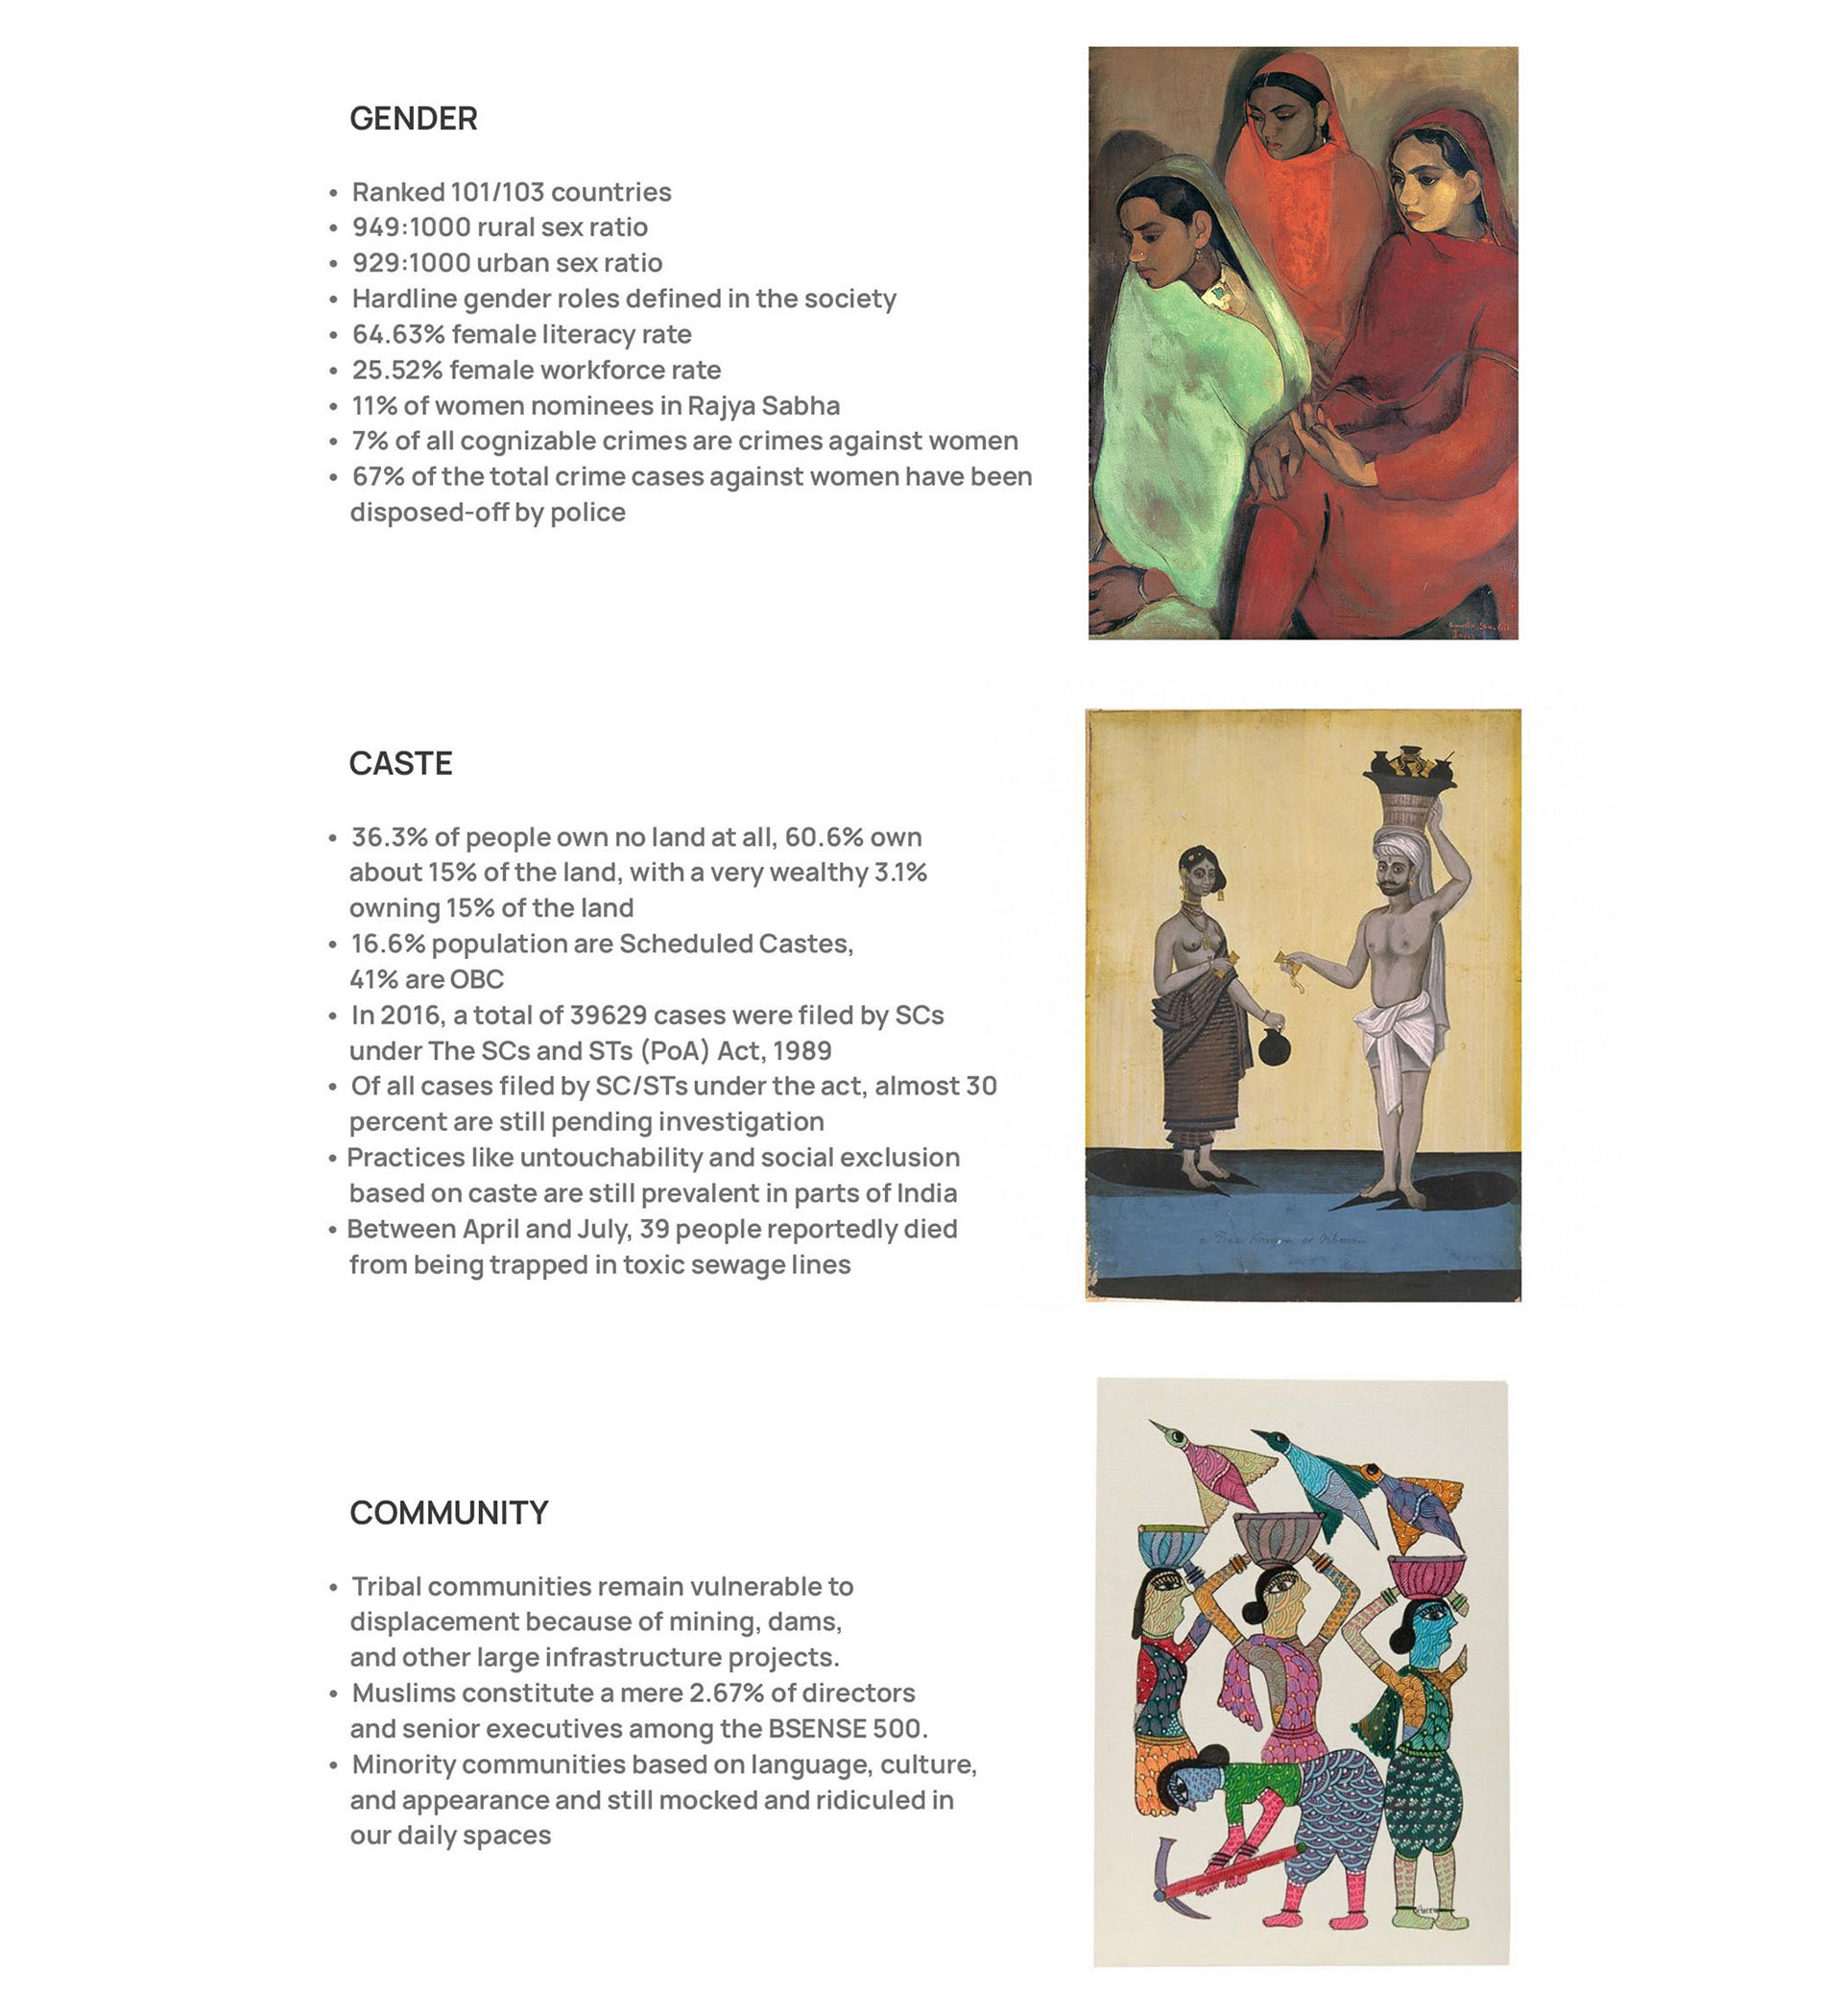 GENDER
• Ranked 101/103 countries
• 949:1000 rural sex ratio
• 929:1000 urban sex ratio
• Hardline gender roles defined in the society
• 64.63% female literacy rate
• 25.52% female workforce rate
• 11% of women nominees in Rajya Sabha
• 7% of all cognizable crimes are crimes against women
• 67% of the total crime cases against women have been
disposed-off by police
CASTE
• 36.3% of people own no land at all, 60.6% own
about 15% of the land, with a very wealthy 3.1%
owning 15% of the land
• 16.6% population are Scheduled Castes,
41% are OBC
• In 2016, a total of 39629 cases were filed by SCs
under The SCs and STs (PoA) Act, 1989
• Of all cases filed by SC/STs under the act, almost 30
percent are still pending investigation
• Practices like untouchability and social exclusion
based on caste are still prevalent in parts of India
• Between April and July, 39 people reportedly died
from being trapped in toxic sewage lines
COMMUNITY
• Tribal communities remain vulnerable to
displacement because of mining, dams,
and other large infrastructure projects.
• Muslims constitute a mere 2.67% of directors
and senior executives among the BSENSE 500.
• Minority communities based on language, culture,
and appearance and still mocked and ridiculed in
our daily spaces